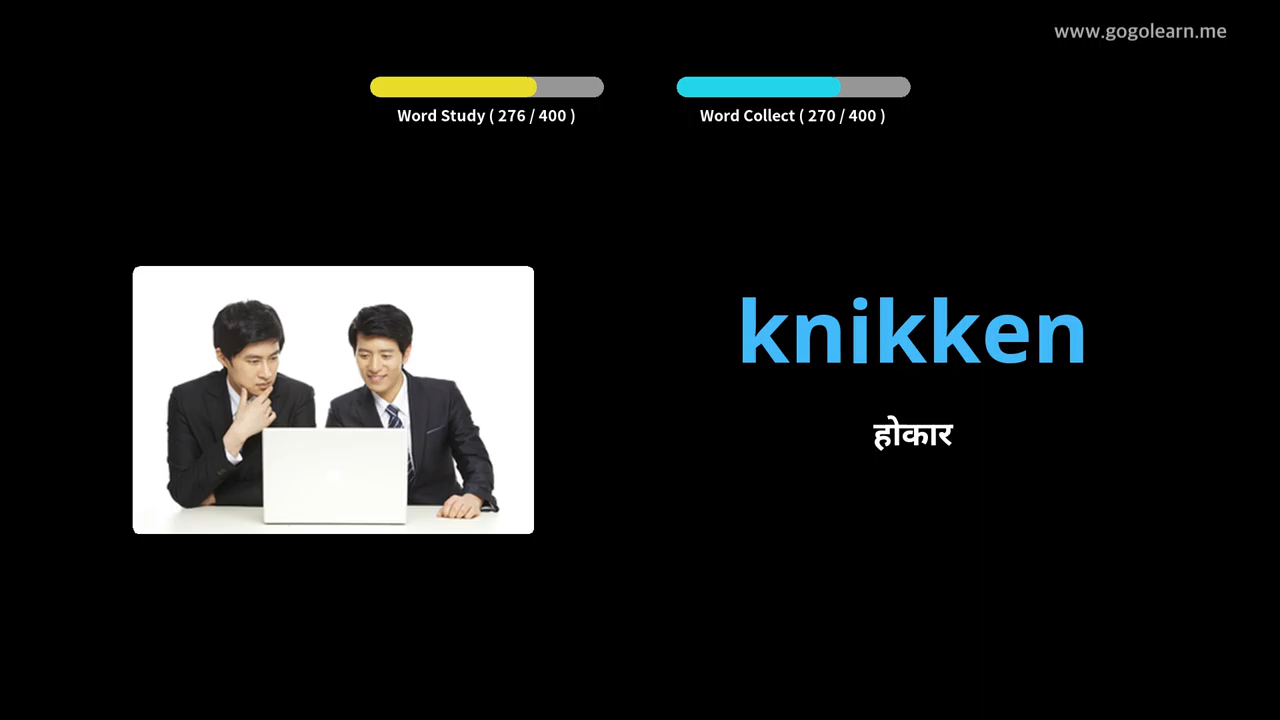 www.gogolearn.me
Word Study ( 276 / 400 )
Word Collect ( 270 / 400 )
knikken
होकार